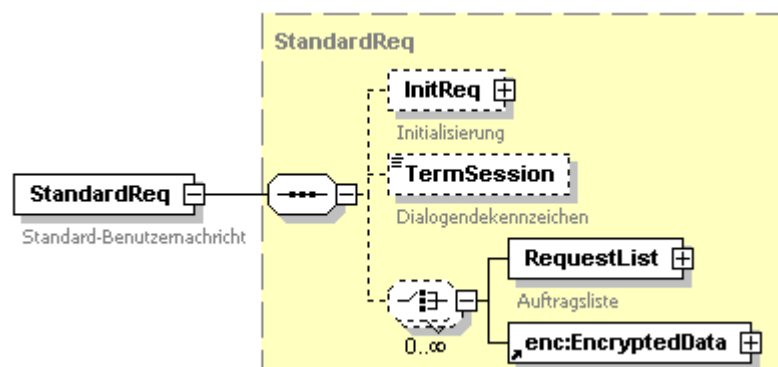 StandardReq
InitReq
Initialisierung
TermSession
StandardReq
Dialogendekennzeichen
Standard-Benutzernachricht
RequestList
Auftragsliste
0..∞
enc:EncryptedData